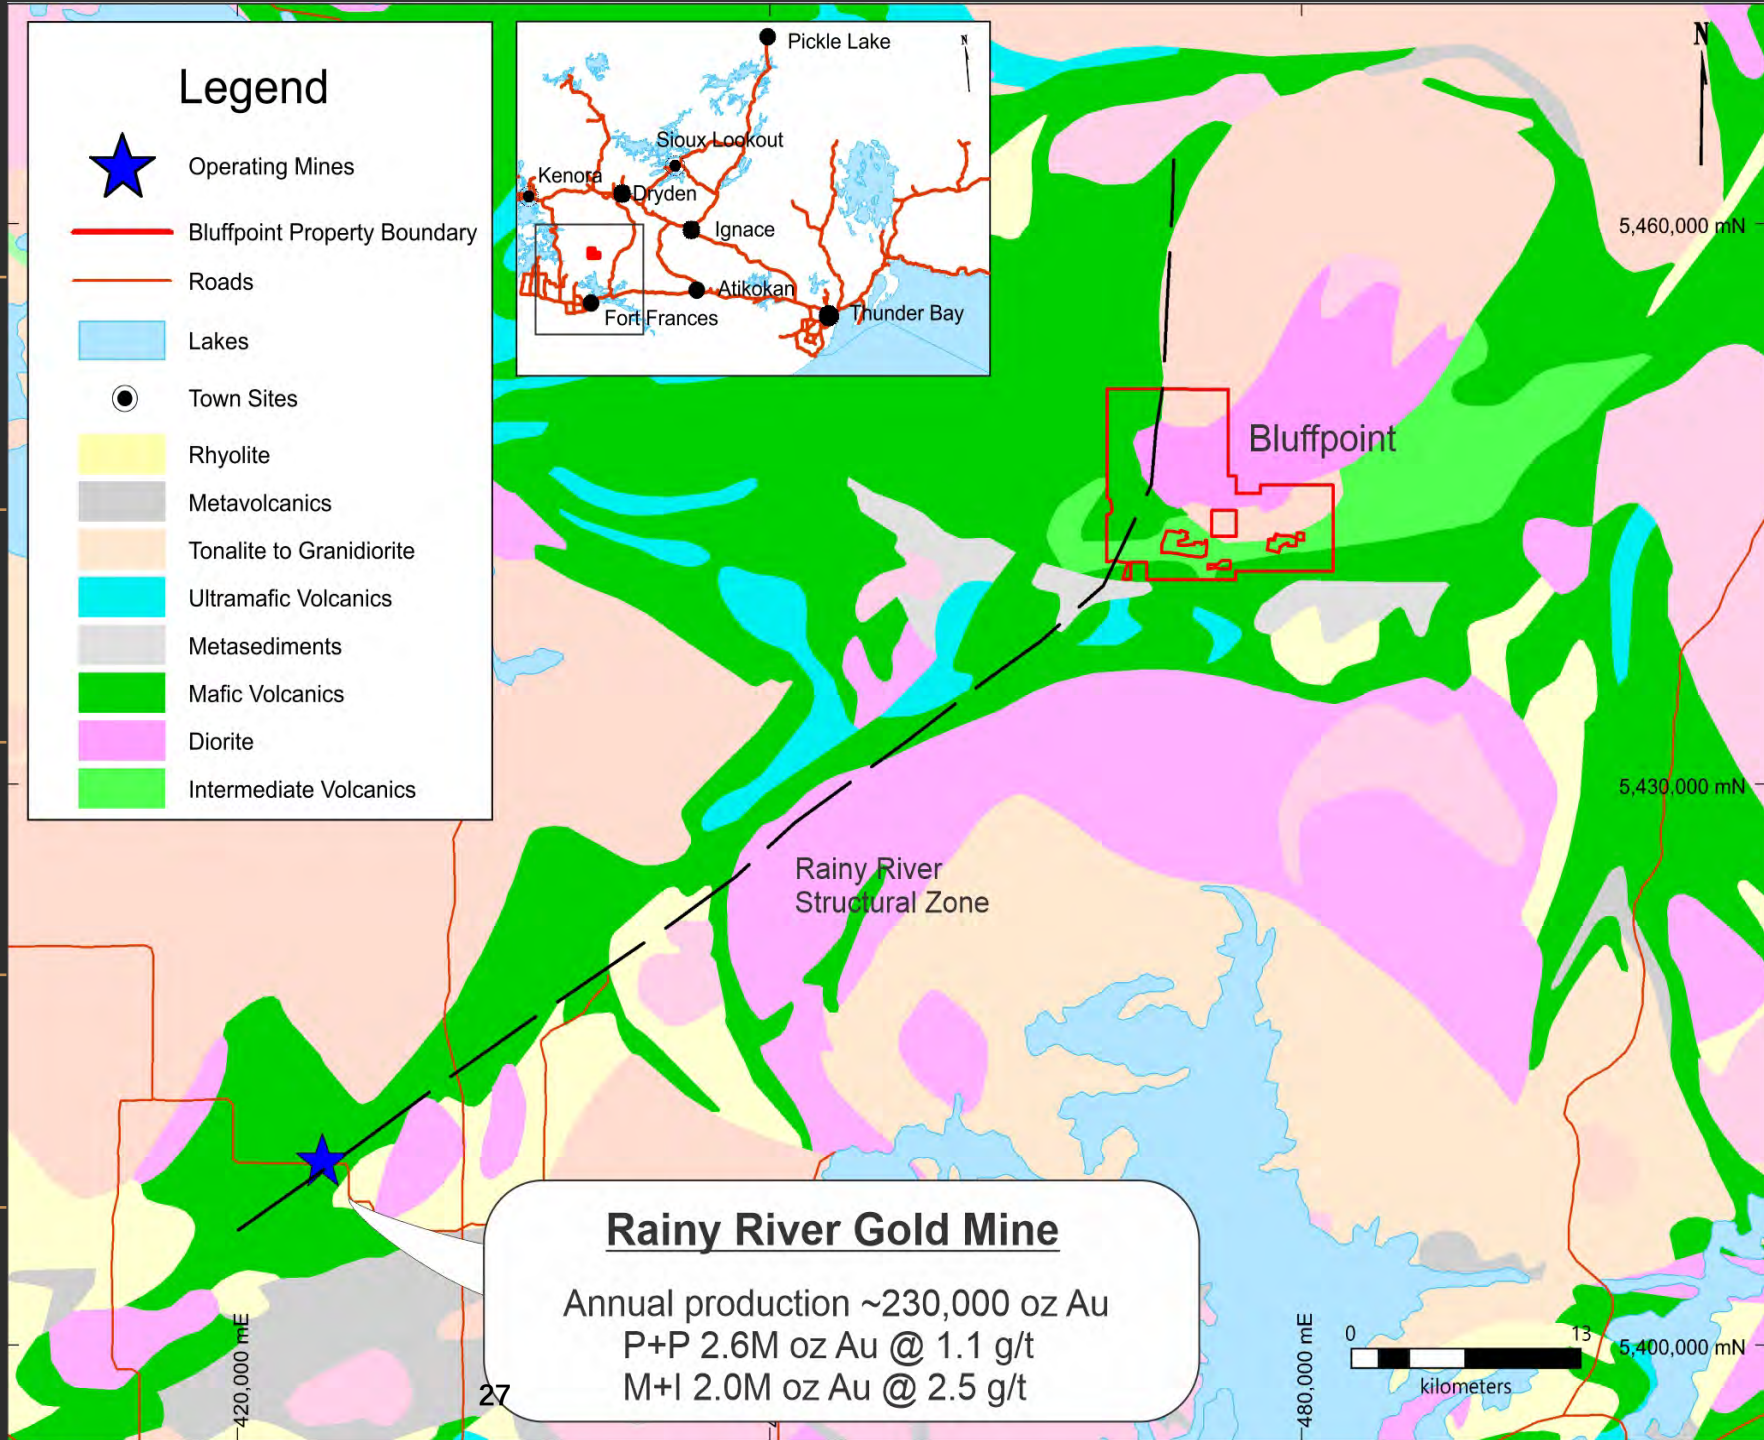 Legend
Operating Mines
Bluffpoint Property Boundary
Roads
Lakes
Town Sites
Rhyolite
Metavolcanics
Tonalite to Granidiorite
Ultramafic Volcanics
Metasediments
Mafic Volcanics
Diorite
Intermediate Volcanics
Pickle Lake
N
Sioux Lookout
Kenora
Dryden
Ignace
Atikokan
Fort Frances
Thunder Bay
N
5,460,000 mN
Bluffpoint
5,430,000 mN
Rainy River
Structural Zone
Rainy River Gold Mine
Annual production ~230,000 oz Au
P+P 2.6M oz Au @ 1.1 g/t
M+I 2.0M oz Au @ 2.5 g/t
27
420,000 mE
480,000 mE
0 13
kilometers
5,400,000 mN